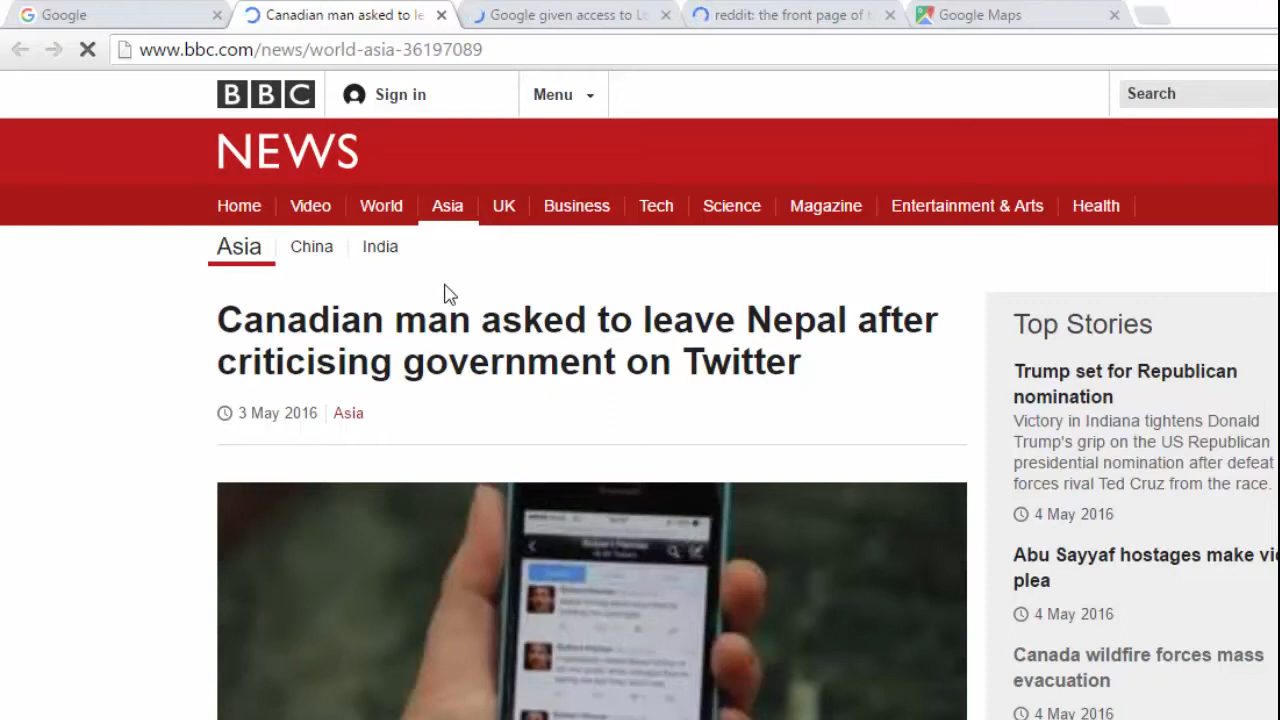 Google
Canadian man asked to le
Google given access to Lo
reddit: the front page of
Google Maps
www.bbc.com/news/world-asia-36197089
BBC
Sign in
Menu
Search
NEWS
Home Video World Asia UK Business Tech Science Magazine Entertainment & Arts Health
Asia China India
Canadian man asked to leave Nepal after
criticising government on Twitter
3 May 2016 Asia
Top Stories
Trump set for Republican
nomination
Victory in Indiana tightens Donald
Trump's grip on the US Republican
presidential nomination after defeat
forces rival Ted Cruz from the race.
4 May 2016
Abu Sayyaf hostages make vi
plea
4 May 2016
Canada wildfire forces mass
evacuation
4 May 2016